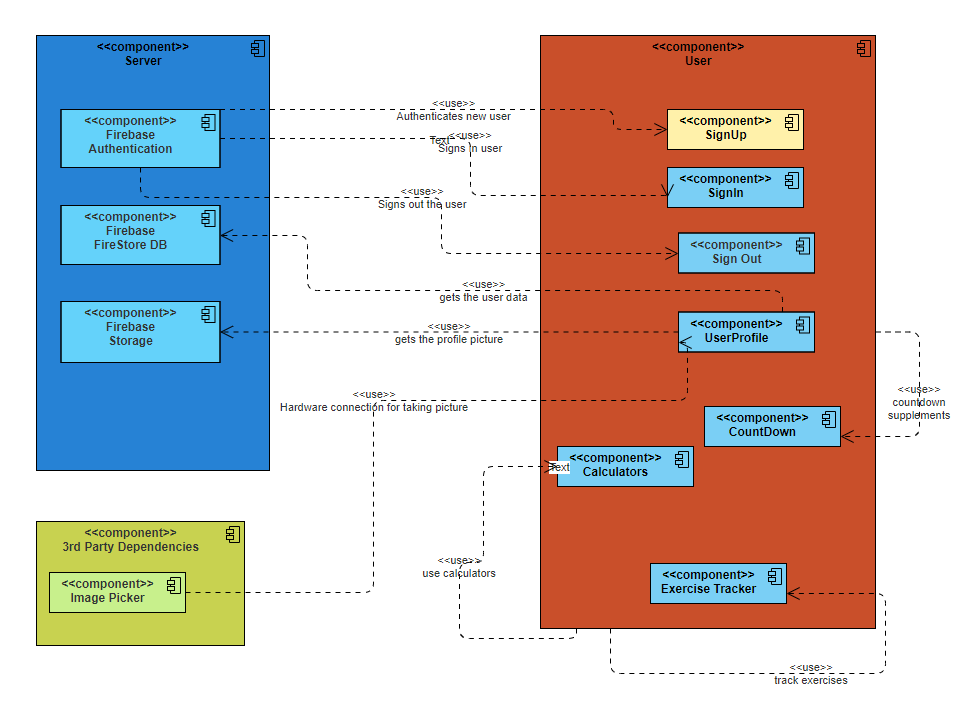 <<component>>
Server
<<component>>
User
<<component>>
Firebase
Authentication
<<use>>
Authenticates new user
<<component>>
SignUp
Text
<<use>>
Signs in user
<<component>>
SignIn
<<use>>
Signs out the user
<<component>>
Firebase
FireStore DB
<<component>>
Sign Out
<<use>>
gets the user data
<<component>>
Firebase
Storage
<<use>>
gets the profile picture
<<component>>
UserProfile
<<use>>
Hardware connection for taking picture
<<use>>
countdown
supplements
<<component>>
CountDown
Text
<<component>>
Calculators
<<component>>
3rd Party Dependencies
<<component>>
Image Picker
<<use>>
use calculators
<<component>>
Exercise Tracker
<<use>>
track exercises